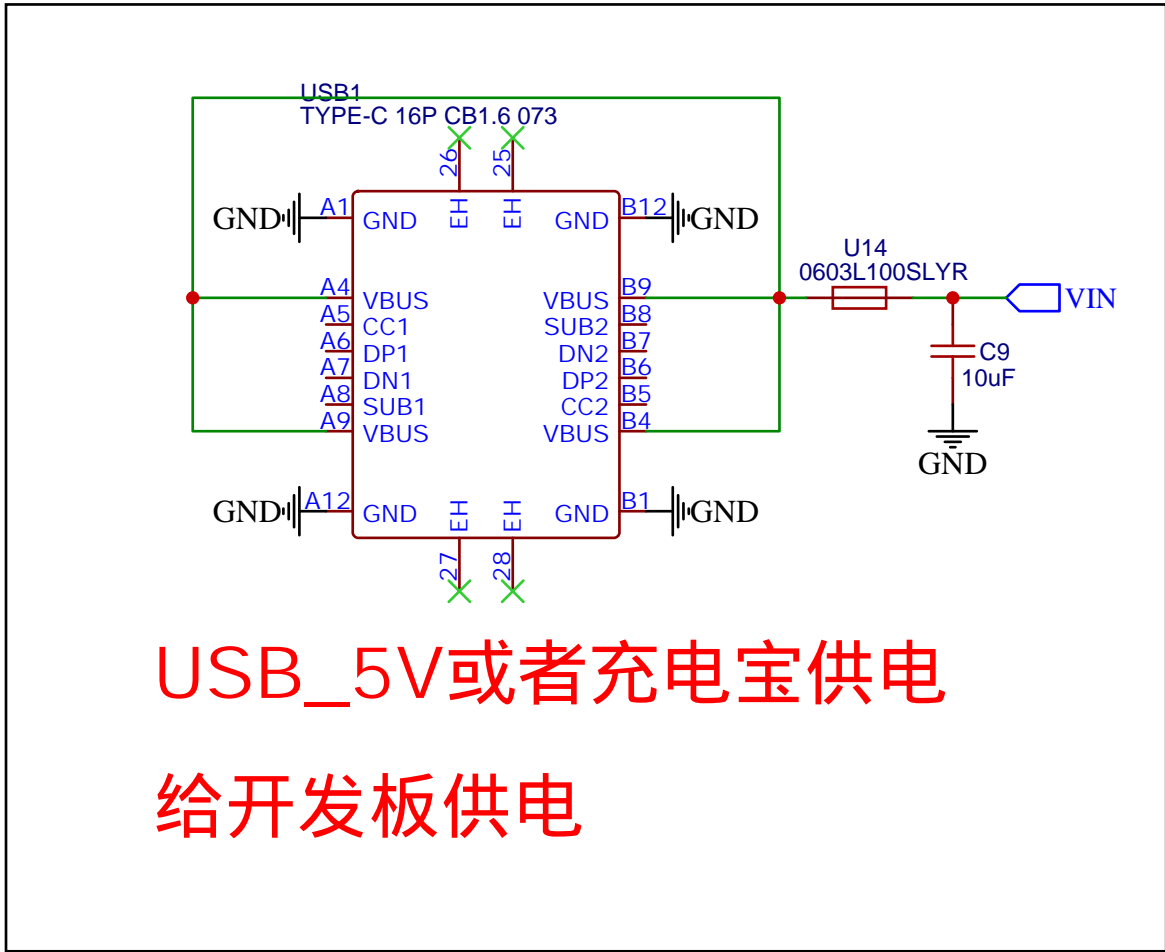 USB1
TYPE-C 16P CB1.6 073
26 25
EH EH
GND A1 GND GND B12 GND
U14
0603L100SLYR
A4 VBUS VBUS B9
VIN
A5 CC1 SUB2 B8
A6 DP1 DN2 B7
A7 DN1 DP2 B6
A8 SUB1 CC2 B5
A9 VBUS VBUS B4
C9
10uF
GND
GND A12 GND GND B1 GND
EH EH
27 28
USB_5V或者充电宝供电
给开发板供电